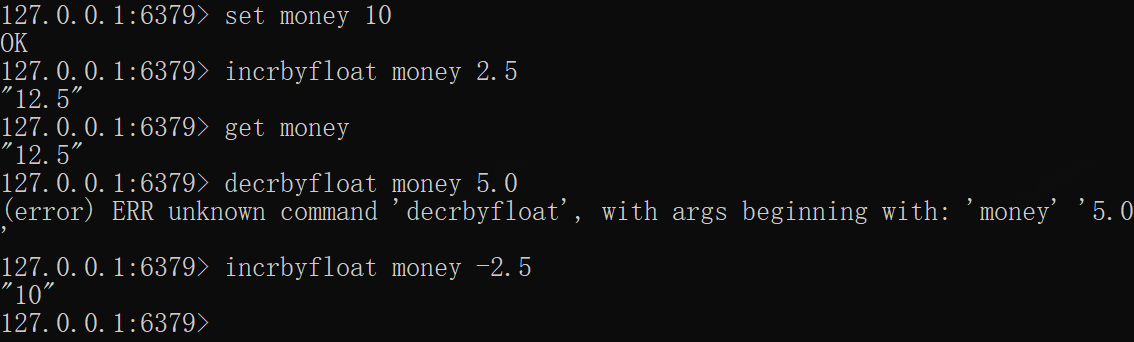 127.0.0.1:6379> set money 10
OK
127.0.0.1:6379> incrbyfloat money 2.5
"12.5"
127.0.0.1:6379> get money
"12.5"
127.0.0.1:6379> decrbyfloat money 5.0
(error) ERR unknown command 'decrbyfloat', with args beginning with: 'money' '5.0
'
127.0.0.1:6379> incrbyfloat money -2.5
"10"
127.0.0.1:6379>